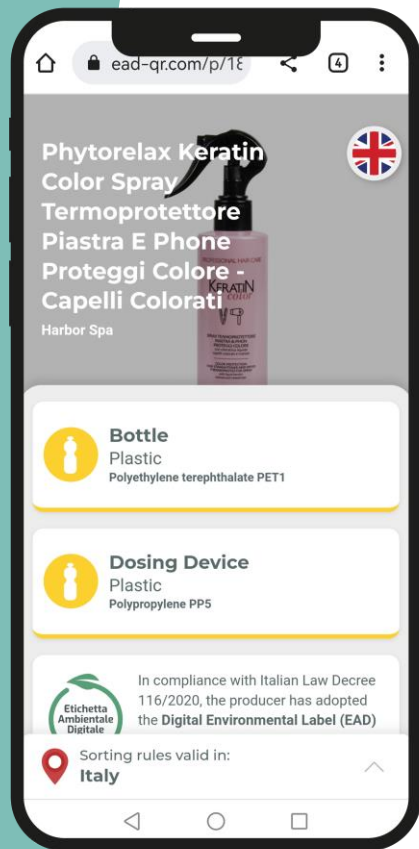 ead-qr.com/p/18
4
Phytorelax Keratin
Color Spray
Termoprotettore
Piastra E Phone
Proteggi Colore -
Capelli Colorati
Harbor Spa
PROFESSIONAL HAIR CARE
KERATIN
color
Bottle
Plastic
Polyethylene terephthalate PET1
Dosing Device
Plastic
Polypropylene PP5
Etichetta
Ambientale
Digitale
In compliance with Italian Law Decree
116/2020, the producer has adopted
the Digital Environmental Label (EAD)
Sorting rules valid in:
Italy